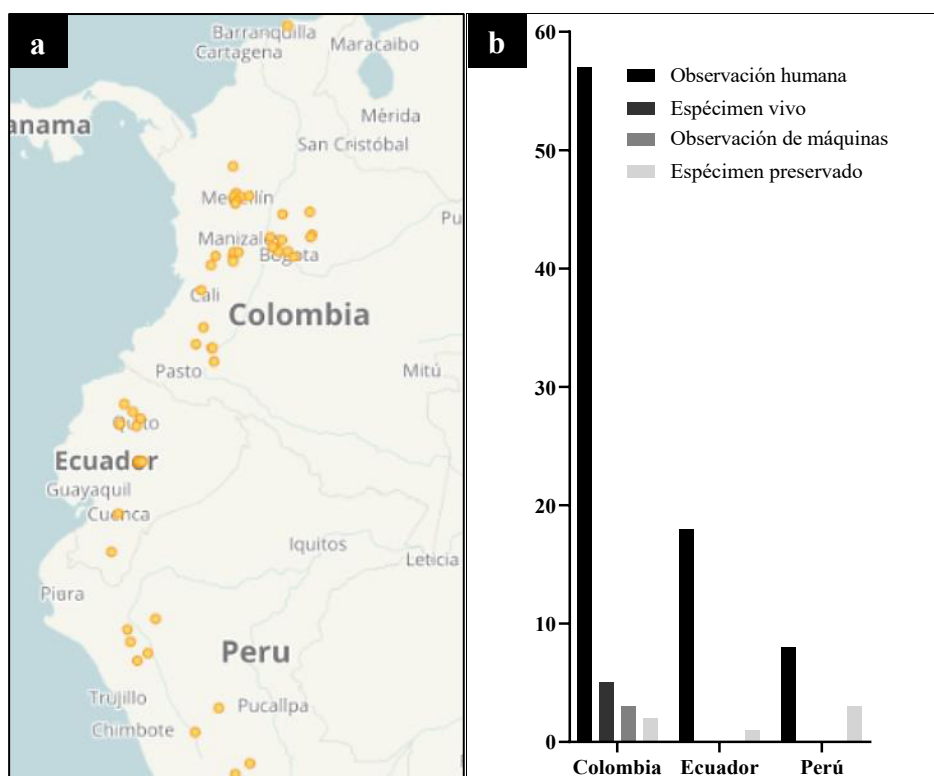 a
Barranquilla
Cartagena
Maracaibo
anama
Mérida
San Cristóbal
Medellín
Pu
Manizales
Bogota
Cali
Colombia
Pasto
Mitú
Quito
Ecuador
Guayaquil
Cuenca
Iquitos
Leticia
Piura
Peru
Trujillo
Pucallpa
Chimbote
b
60
50
40
30
20
10
0
Observación humana
Espécimen vivo
Observación de máquinas
Espécimen preservado
Colombia Ecuador Perú